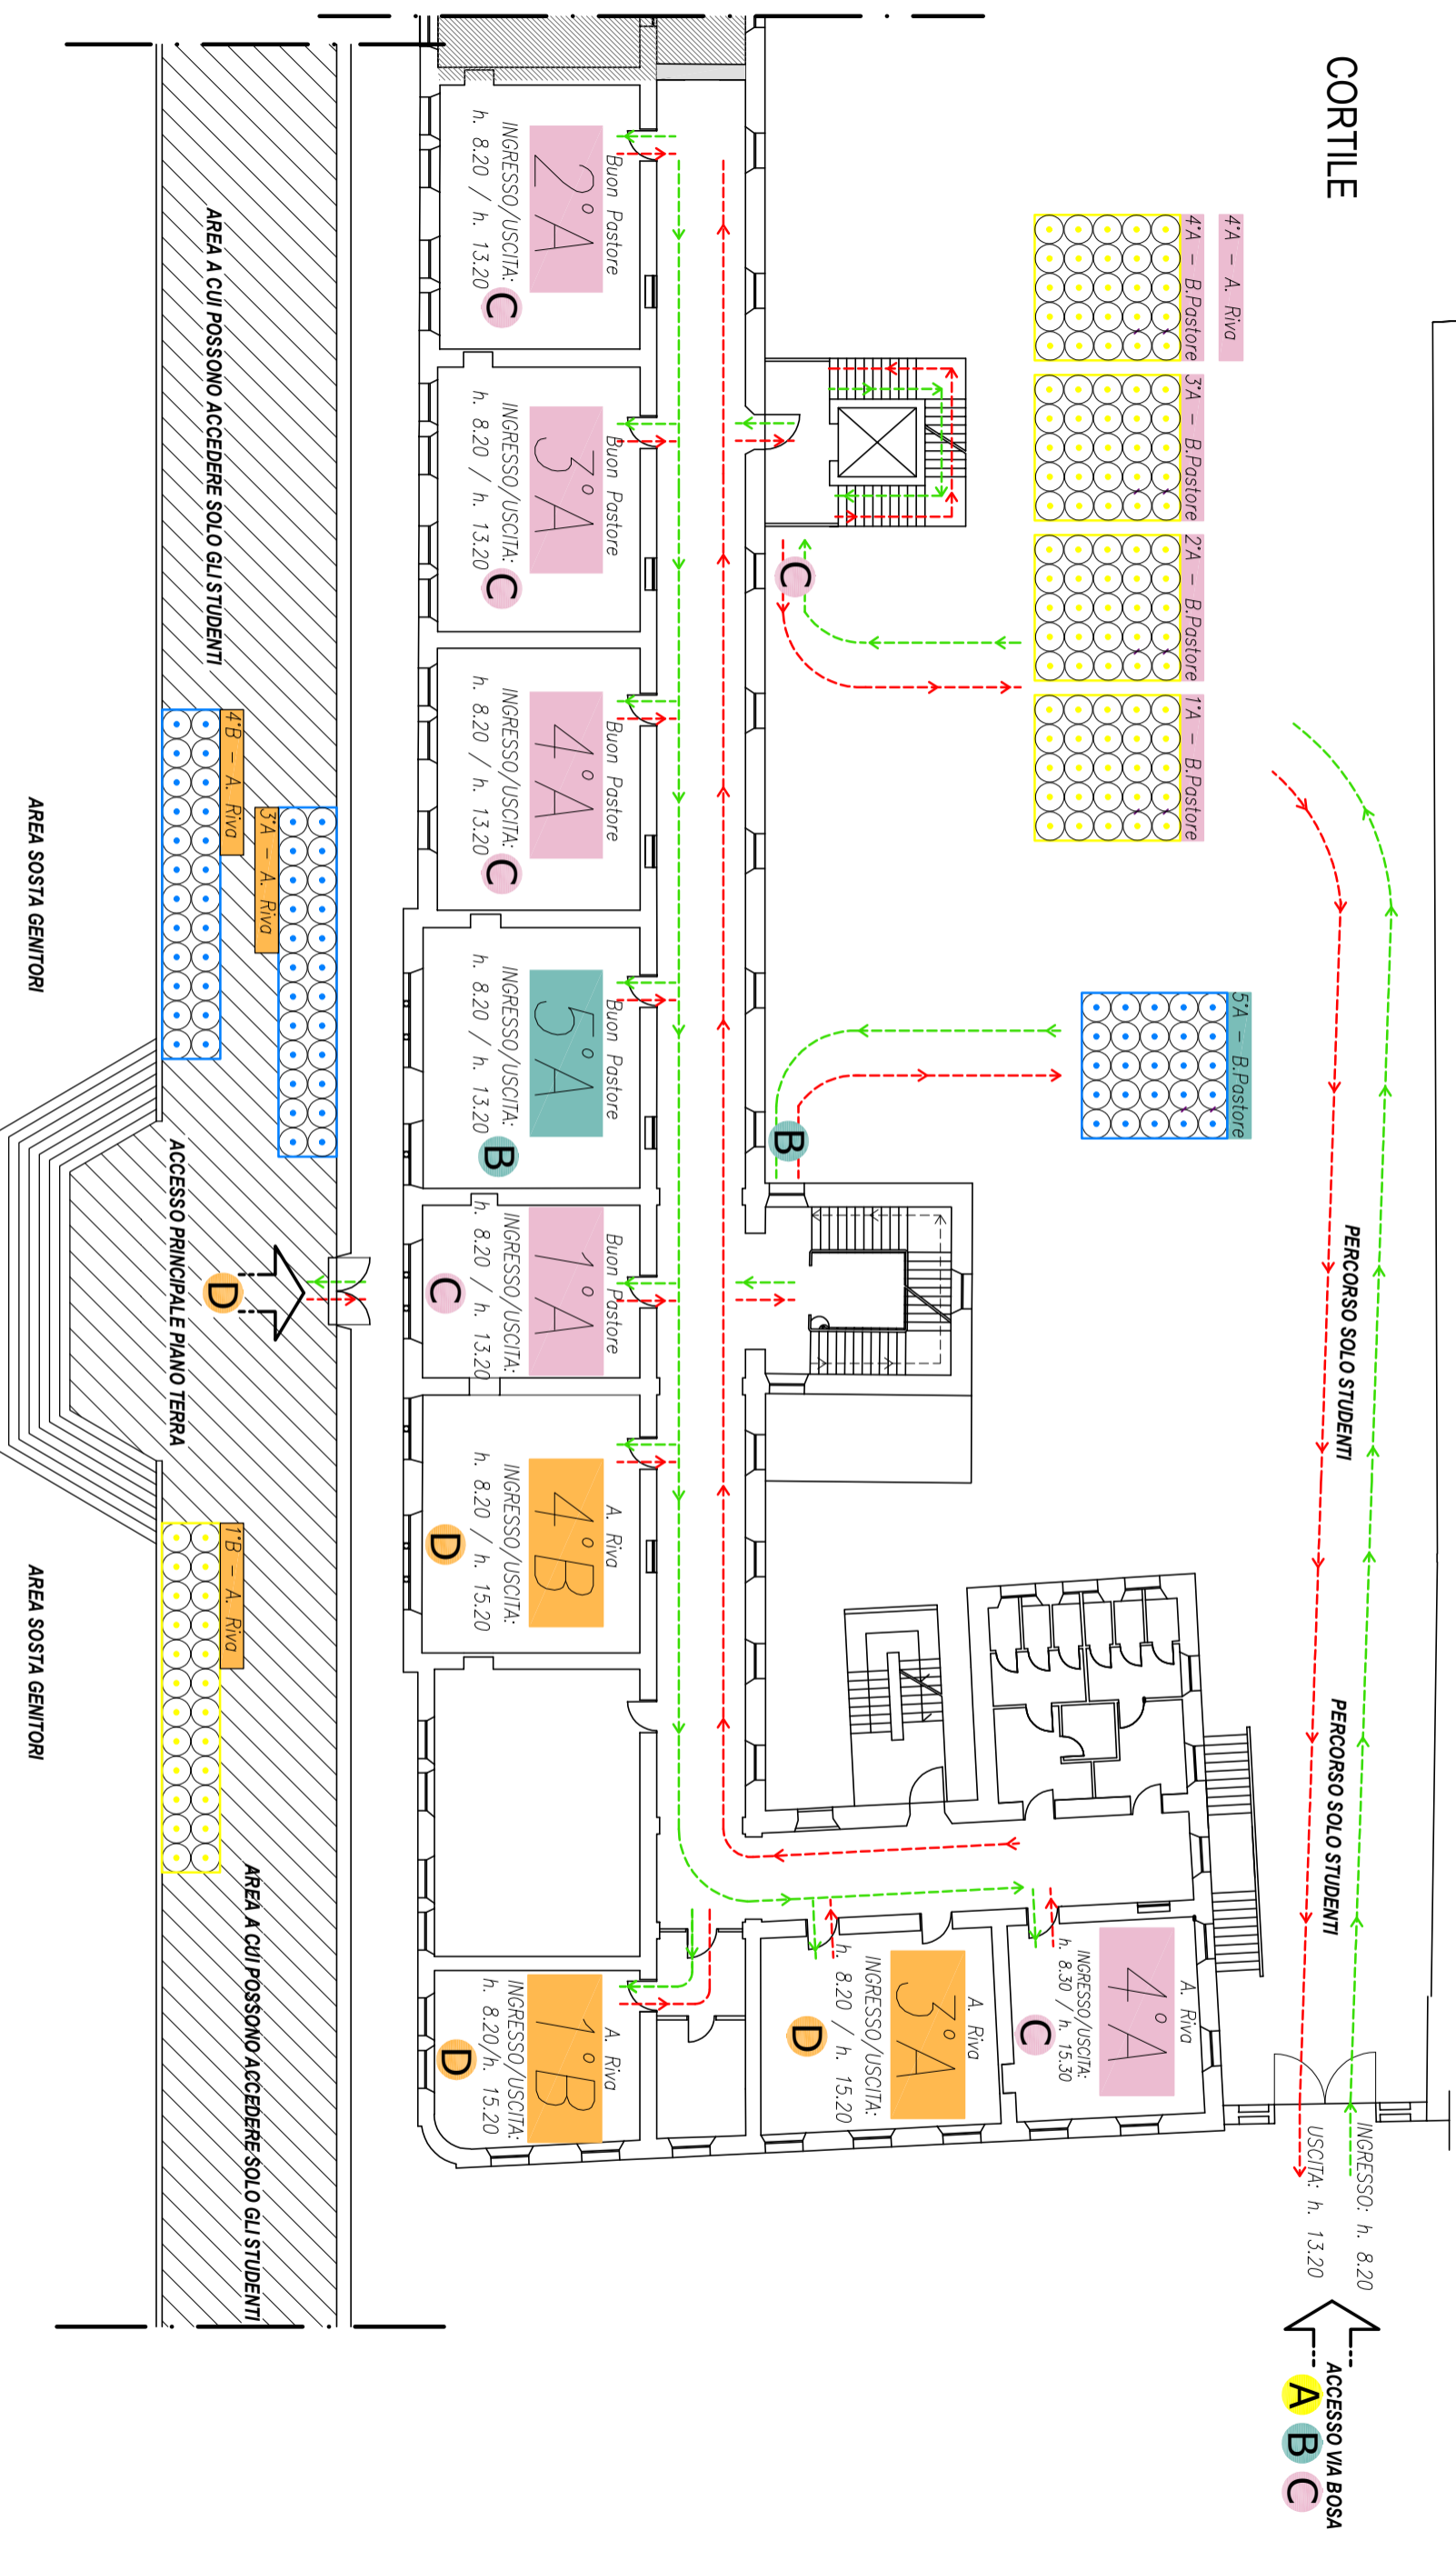 CORTILE
4°A - A. Riva
4°A - B.Pastore
3°A - B.Pastore
2°A - B.Pastore
1°A - B.Pastore
5°A - B.Pastore
PERCORSO SOLO STUDENTI
PERCORSO SOLO STUDENTI
INGRESSO: h. 8.20
USCITA: h. 13.20
ACCESSO VIA BOSA
A
B
C
C
B
Buon Pastore
2°A
INGRESSO/USCITA:
h. 8.20 / h. 13.20
C
Buon Pastore
3°A
INGRESSO/USCITA:
h. 8.20 / h. 13.20
C
Buon Pastore
4°A
INGRESSO/USCITA:
h. 8.20 / h. 13.20
C
Buon Pastore
5°A
INGRESSO/USCITA:
h. 8.20 / h. 13.20
B
Buon Pastore
1°A
INGRESSO/USCITA:
h. 8.20 / h. 13.20
C
A. Riva
4°B
INGRESSO/USCITA:
h. 8.20 / h. 15.20
D
A. Riva
1°B
INGRESSO/USCITA:
h. 8.20/h. 15.20
D
A. Riva
3°A
INGRESSO/USCITA:
h. 8.20 / h. 15.20
D
A. Riva
4°A
INGRESSO/USCITA:
h. 8.30 / h. 15.30
C
AREA A CUI POSSONO ACCEDERE SOLO GLI STUDENTI
4°B - A. Riva
3°A - A. Riva
D
ACCESSO PRINCIPALE PIANO TERRA
1°B - A. Riva
AREA A CUI POSSONO ACCEDERE SOLO GLI STUDENTI
AREA SOSTA GENITORI
AREA SOSTA GENITORI